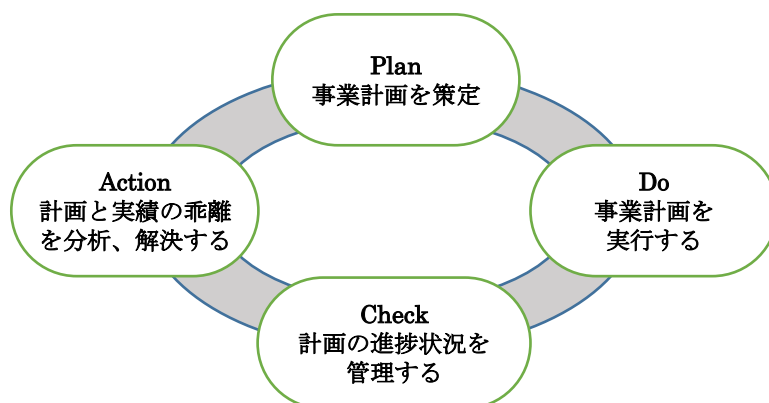 Plan
事業計画を策定
Do
事業計画を
実行する
Check
計画の進捗状況を
管理する
Action
計画と実績の乖離
を分析、解決する